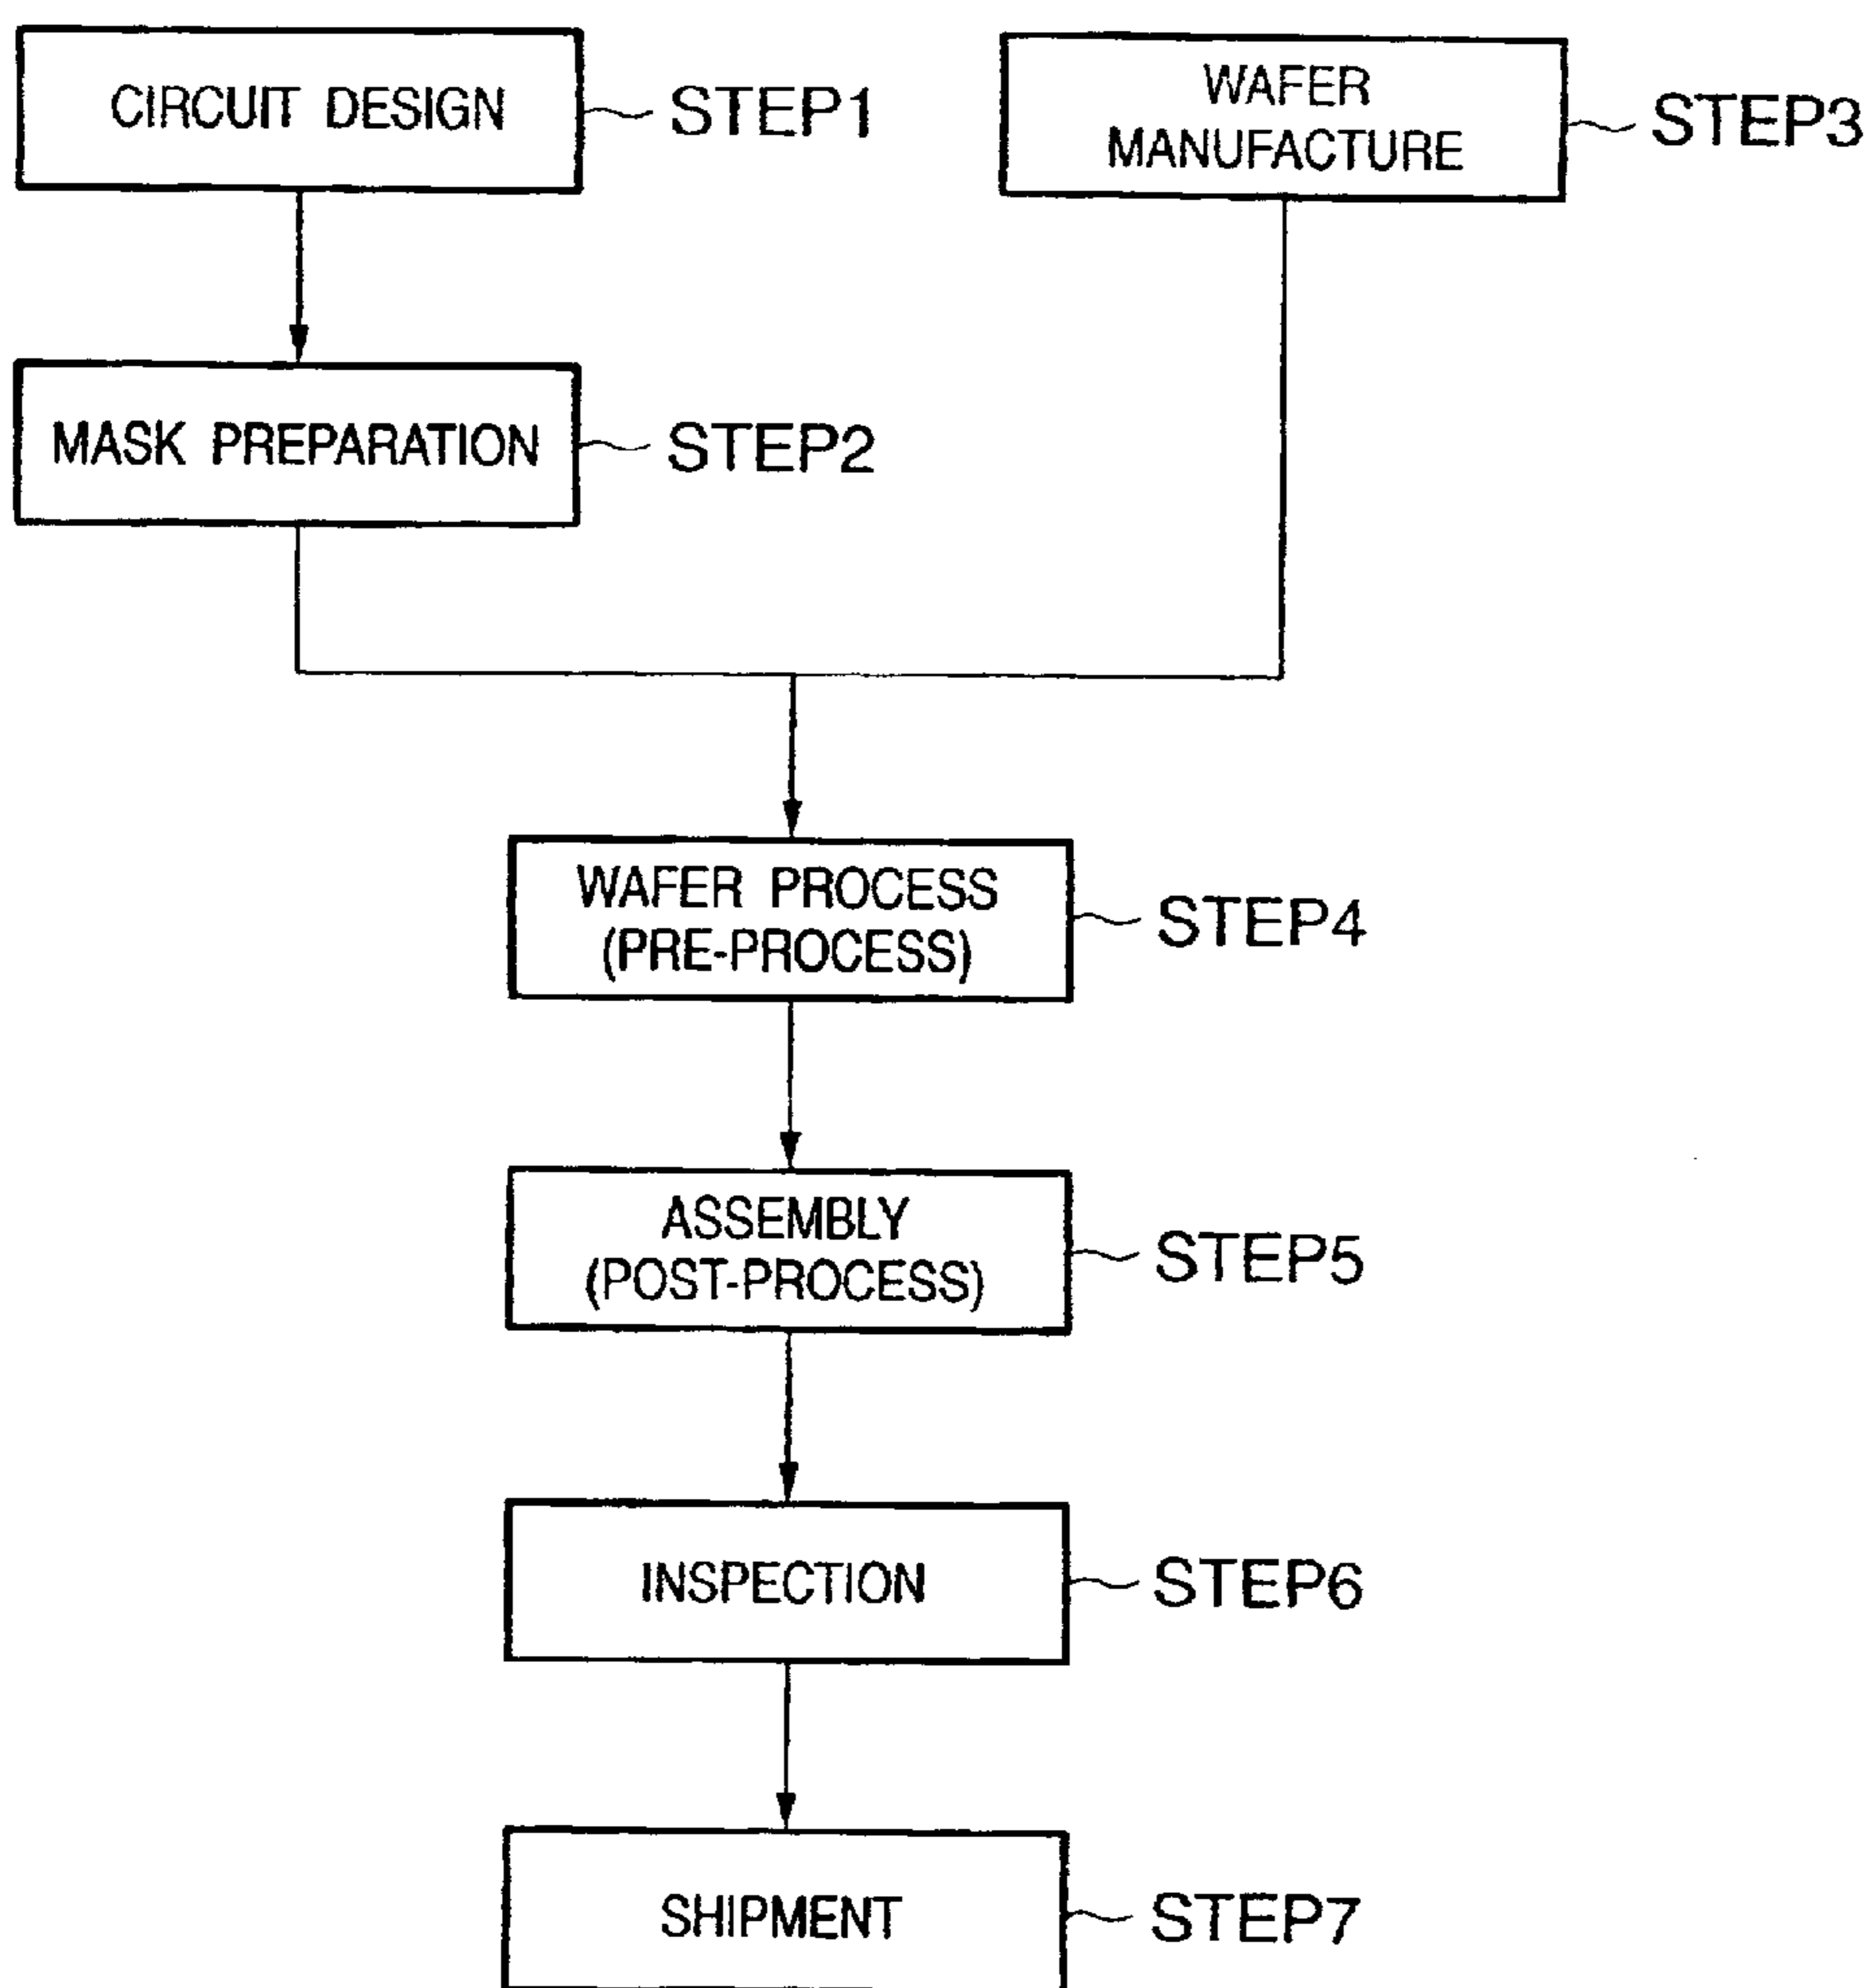 CIRCUIT DESIGN
STEP1
WAFER
MANUFACTURE
STEP3
MASK PREPARATION
STEP2
WAFER PROCESS
(PRE-PROCESS)
STEP4
ASSEMBLY
(POST-PROCESS)
STEP5
INSPECTION
STEP6
SHIPMENT
STEP7